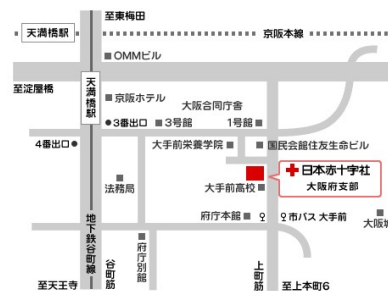 至東梅田
天満橋駅
京阪本線
OMMビル
至淀屋橋
天満橋駅
京阪ホテル
大阪合同庁舎
3番出口
3号館
1号館
4番出口
大手前栄養学院
国民会館住友生命ビル
日本赤十字社
大阪府支部
法務局
大手前高校
府庁本館
市バス 大手前
大阪城
地下鉄谷町線
谷町筋
府庁別館
上町筋
至天王寺
至上本町6